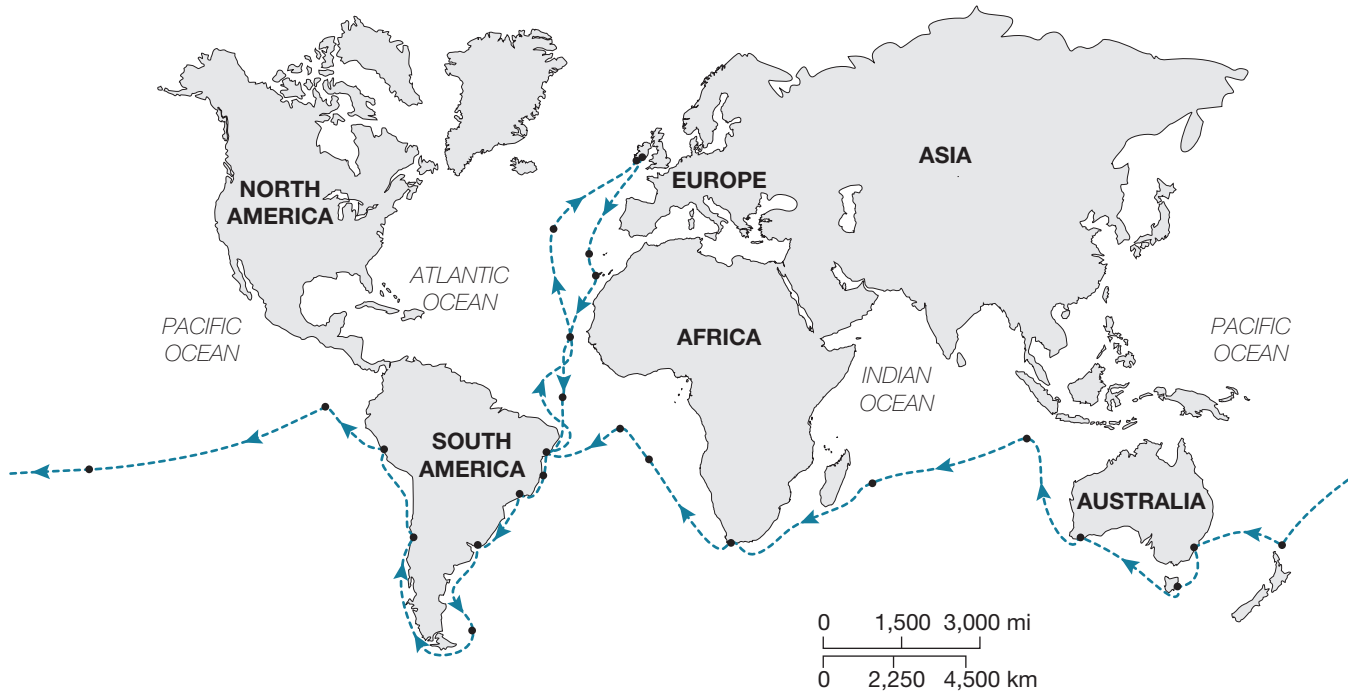 NORTH
AMERICA
EUROPE
ASIA
ATLANTIC
OCEAN
PACIFIC
OCEAN
AFRICA
INDIAN
OCEAN
PACIFIC
OCEAN
SOUTH
AMERICA
AUSTRALIA
0 1,500 3,000 mi
0 2,250 4,500 km